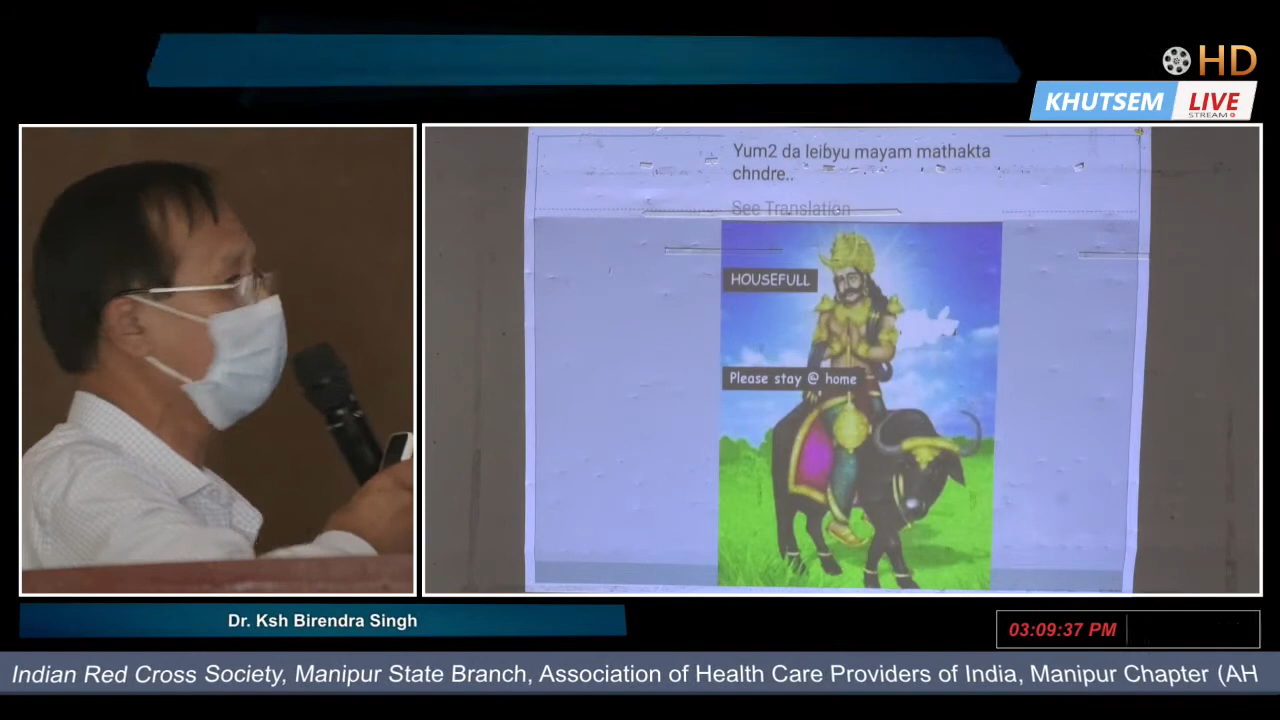 HD
KHUTSEM LIVE
STREAM
Yum2 da leibyu mayam mathakta
chndre..
See Translation
HOUSEFULL
Please stay @ home
Dr. Ksh Birendra Singh
03:09:37 PM
Indian Red Cross Society, Manipur State Branch, Association of Health Care Providers of India, Manipur Chapter (AH